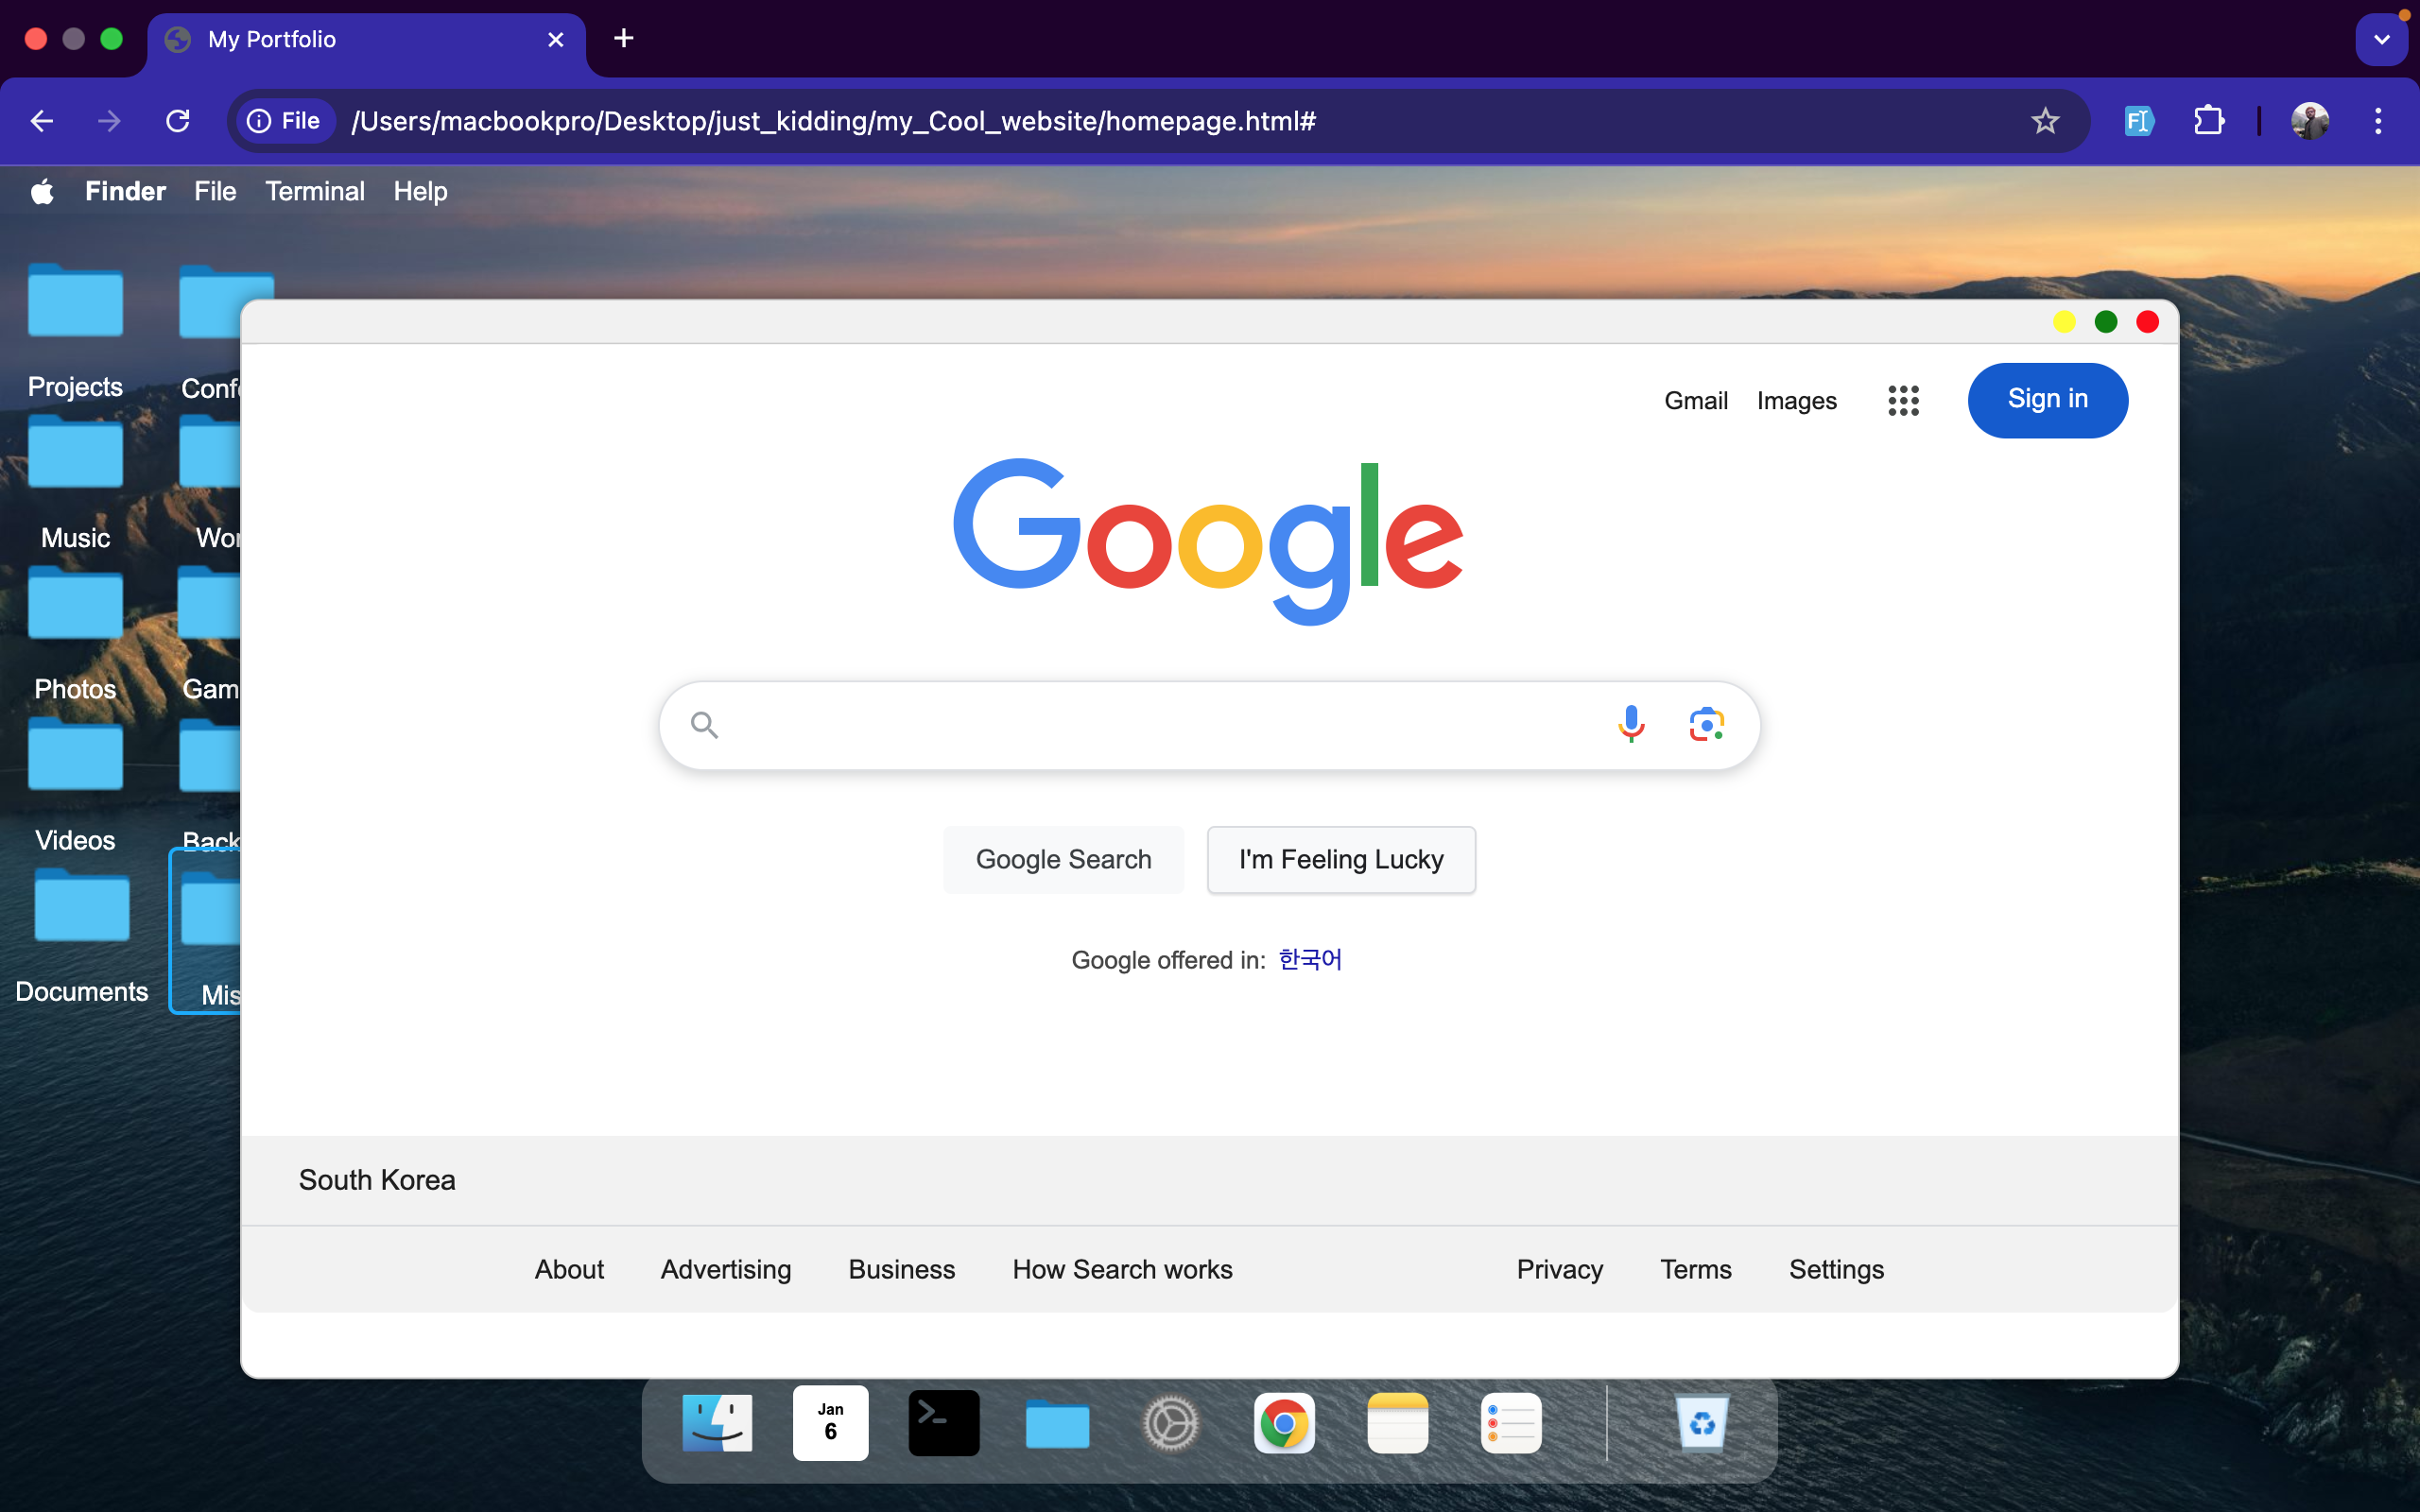 My Portfolio
File /Users/macbookpro/Desktop/just_kidding/my_Cool_website/homepage.html#
Finder File Terminal Help
Projects Conf
Gmail Images Sign in
Google
Music Wor
Photos Gam
Videos Back
Google Search I'm Feeling Lucky
Google offered in: 한국어
Documents Mis
South Korea
About Advertising Business How Search works Privacy Terms Settings
Jan
6